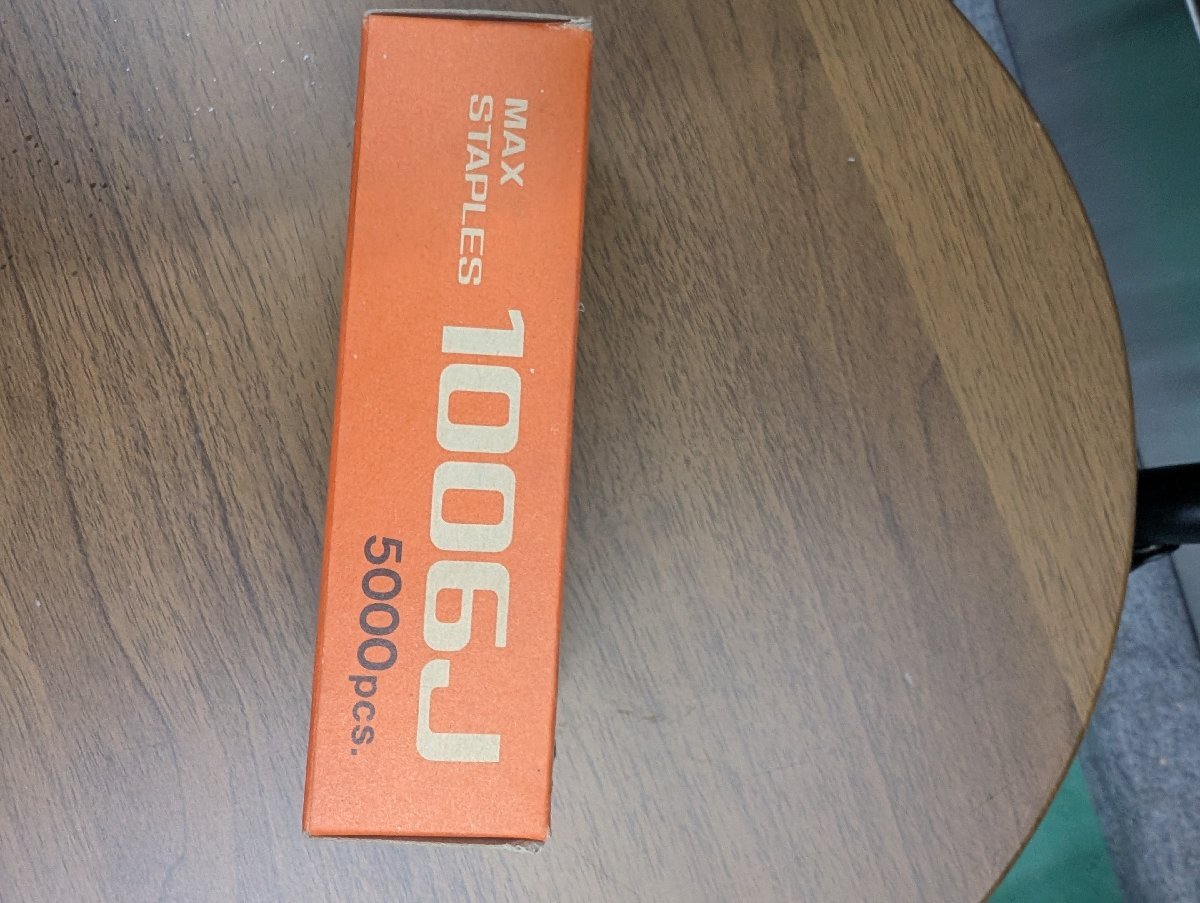 MAX
STAPLES 1006J
5000pcs.